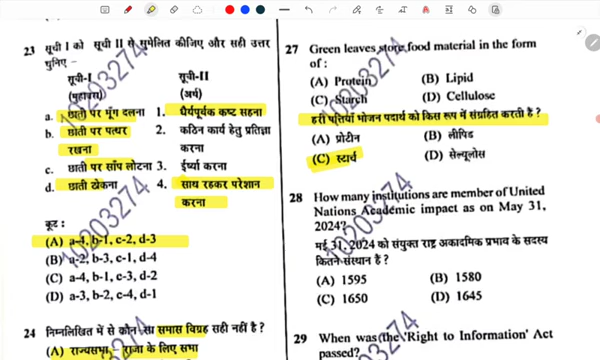 23 सूची I को सूची II से सुमेलित कीजिए और सही उत्तर
चुनिए –
सूची-I सूची-II
(मुहावरा) (अर्थ)
a. छाती पर मूँग दलना 1. धैर्यपूर्वक कष्ट सहना
b. छाती पर पत्थर 2. कठिन कार्य हेतु प्रतिज्ञा
रखना करना
c. छाती पर साँप लोटना 3. ईर्ष्या करना
d. छाती ठोकना 4. साथ रहकर परेशान
करना
कूट :
(A) a-4, b-1, c-2, d-3
(B) a-2, b-3, c-1, d-4
(C) a-4, b-1, c-3, d-2
(D) a-3, b-2, c-4, d-1
24 निम्नलिखित में से कौन सा समास विग्रह सही नहीं है ?
(A) राज्यसभा – राजा के लिए सभा
27 Green leaves store food material in the form
of :
(A) Protein (B) Lipid
(C) Starch (D) Cellulose
हरी पत्तियाँ भोजन पदार्थ को किस रूप में संग्रहित करती है ?
(A) प्रोटीन (B) लीपिड
(C) स्टार्च (D) सेल्यूलोस
28 How many institutions are member of United
Nations Academic impact as on May 31,
2024?
मई 31, 2024 को संयुक्त राष्ट्र अकादमिक प्रभाव के सदस्य
कितने संस्थान हैं ?
(A) 1595 (B) 1580
(C) 1650 (D) 1645
29 When was the 'Right to Information' Act
passed?
10203274
10203274
10203274
10203274